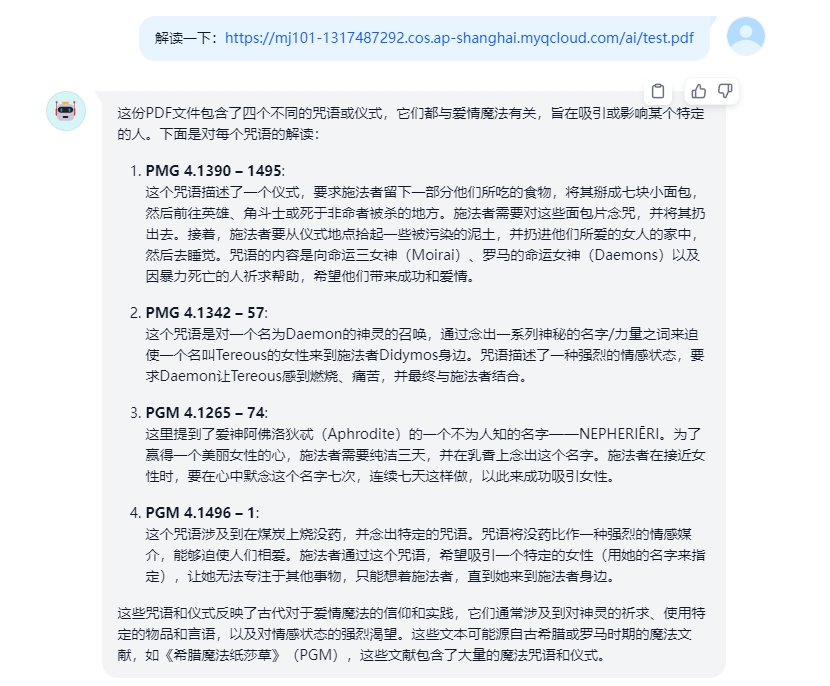 解读一下：https://mj101-1317487292.cos.ap-shanghai.myqcloud.com/ai/test.pdf
这份PDF文件包含了四个不同的咒语或仪式，它们都与爱情魔法有关，旨在吸引或影响某个特定
的人。下面是对每个咒语的解读：
1. PMG 4.1390 – 1495:
这个咒语描述了一个仪式，要求施法者留下一部分他们所吃的食物，将其掰成七块小面包，
然后前往英雄、角斗士或死于非命者被杀的地方。施法者需要对这些面包片念咒，并将其扔
出去。接着，施法者要从仪式地点拾起一些被污染的泥土，并扔进他们所爱的女人的家中，
然后去睡觉。咒语的内容是向命运三女神（Moirai）、罗马的命运女神（Daemons）以及
因暴力死亡的人祈求帮助，希望他们带来成功和爱情。
2. PMG 4.1342 – 57:
这个咒语是对一个名为Daemon的神灵的召唤，通过念出一系列神秘的名字/力量之词来迫
使一个名叫Tereous的女性来到施法者Didymos身边。咒语描述了一种强烈的情感状态，要
求Daemon让Tereous感到燃烧、痛苦，并最终与施法者结合。
3. PGM 4.1265 – 74:
这里提到了爱神阿佛洛狄忒（Aphrodite）的一个不为人知的名字——NEPHERIĒRI。为了
赢得一个美丽女性的心，施法者需要纯洁三天，并在乳香上念出这个名字。施法者在接近女
性时，要在心中默念这个名字七次，连续七天这样做，以此来成功吸引女性。
4. PGM 4.1496 – 1:
这个咒语涉及到在煤炭上烧没药，并念出特定的咒语。咒语将没药比作一种强烈的情感媒
介，能够迫使人们相爱。施法者通过这个咒语，希望吸引一个特定的女性（用她的名字来指
定），让她无法专注于其他事物，只能想着施法者，直到她来到施法者身边。
这些咒语和仪式反映了古代对于爱情魔法的信仰和实践，它们通常涉及到对神灵的祈求、使用特
定的物品和言语，以及对情感状态的强烈渴望。这些文本可能源自古希腊或罗马时期的魔法文
献，如《希腊魔法纸莎草》（PGM），这些文献包含了大量的魔法咒语和仪式。